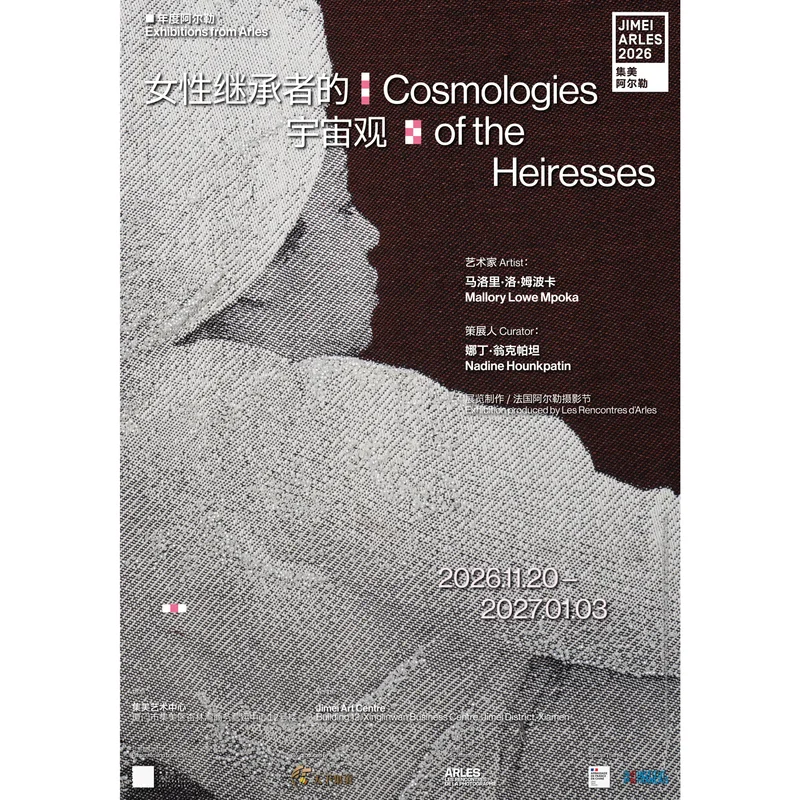 年度阿尔勒
Exhibitions from Arles
JIMEI
ARLES
2026
集美
阿尔勒
女性继承者的
宇宙观
Cosmologies
of the
Heiresses
艺术家 Artist:
马洛里·洛·姆波卡
Mallory Lowe Mpoka
策展人 Curator:
娜丁·翁克帕坦
Nadine Hounkpatin
展览制作 / 法国阿尔勒摄影节
Exhibition produced by Les Rencontres d'Arles
2026.11.20 –
2027.01.03
集美艺术中心
Jimei Art Centre
Building 12, Xinglinwan Business Centre, Jimei District, Xiamen
ARLES
LES RENCONTRES
DE LA PHOTOGRAPHIE